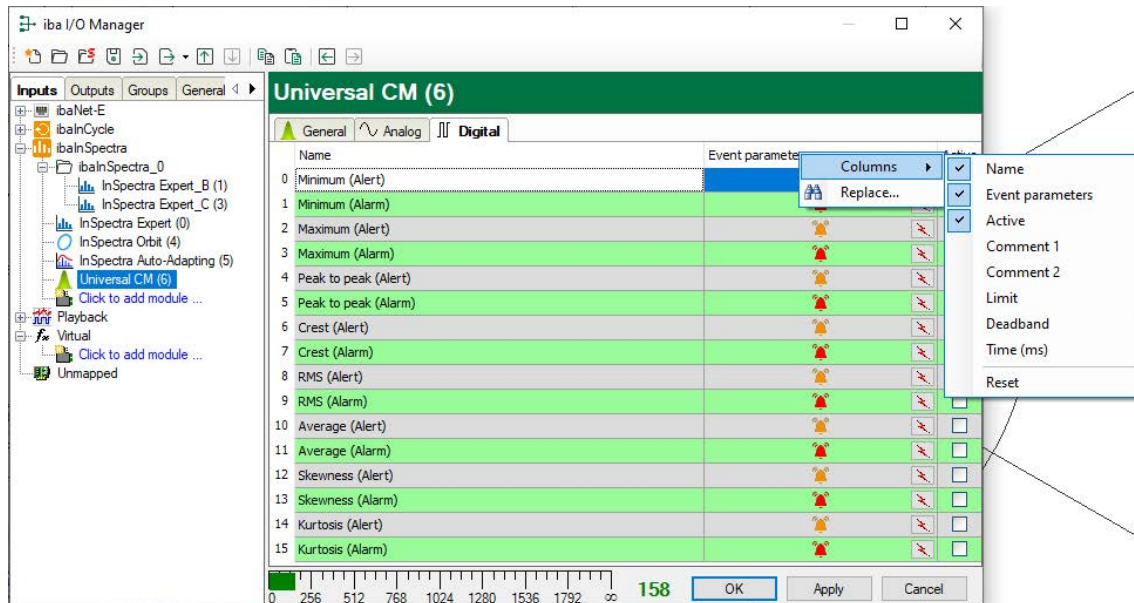 iba I/O Manager
Inputs Outputs Groups General
ibaNet-E
ibaInCycle
ibaInSpectra
ibaInSpectra_0
InSpectra Expert_B (1)
InSpectra Expert_C (3)
InSpectra Expert (0)
InSpectra Orbit (4)
InSpectra Auto-Adapting (5)
Universal CM (6)
Click to add module ...
Playback
Virtual
Click to add module ...
Unmapped
Universal CM (6)
General Analog Digital
Name Event paramete
0 Minimum (Alert)
1 Minimum (Alarm)
2 Maximum (Alert)
3 Maximum (Alarm)
4 Peak to peak (Alert)
5 Peak to peak (Alarm)
6 Crest (Alert)
7 Crest (Alarm)
8 RMS (Alert)
9 RMS (Alarm)
10 Average (Alert)
11 Average (Alarm)
12 Skewness (Alert)
13 Skewness (Alarm)
14 Kurtosis (Alert)
15 Kurtosis (Alarm)
Columns
Replace...
Name
Event parameters
Active
Comment 1
Comment 2
Limit
Deadband
Time (ms)
Reset
0 256 512 768 1024 1280 1536 1792 ∞
158
OK Apply Cancel